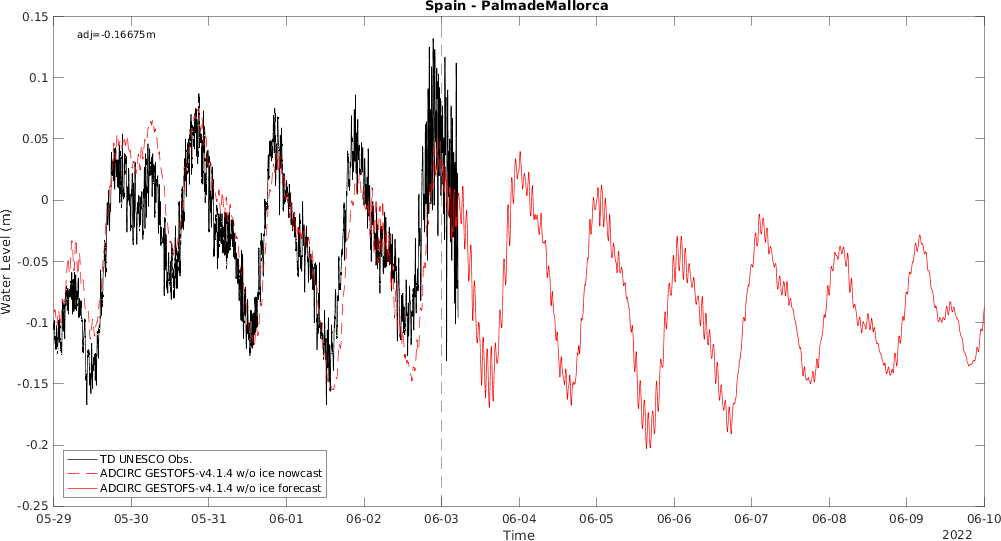 Spain - PalmadeMallorca
adj=-0.16675m
0.15
0.1
0.05
0
-0.05
-0.1
-0.15
-0.2
-0.25
Water Level (m)
TD UNESCO Obs.
ADCIRC GESTOFS-v4.1.4 w/o ice nowcast
ADCIRC GESTOFS-v4.1.4 w/o ice forecast
05-29 05-30 05-31 06-01 06-02 06-03 06-04 06-05 06-06 06-07 06-08 06-09 06-10
Time
2022